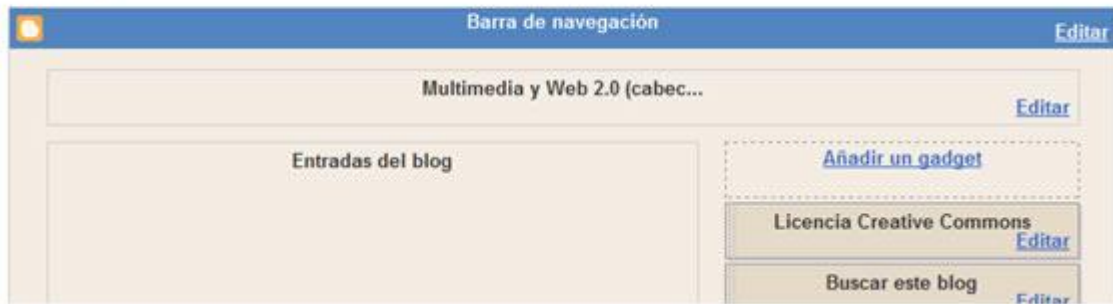 Barra de navegación
Editar
Multimedia y Web 2.0 (cabec...
Editar
Entradas del blog
Añadir un gadget
Licencia Creative Commons
Editar
Buscar este blog
Editar